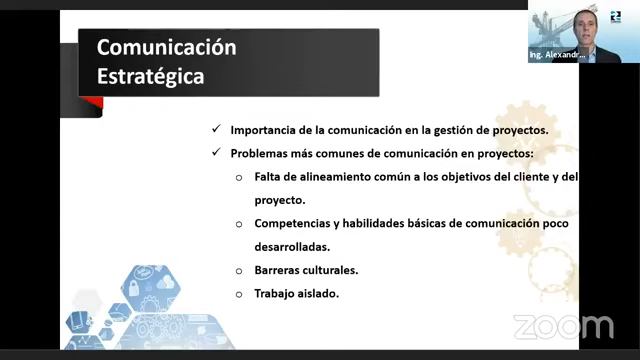 Comunicación
Estratégica
Ing. Alexandr...
✓ Importancia de la comunicación en la gestión de proyectos.
✓ Problemas más comunes de comunicación en proyectos:
o Falta de alineamiento común a los objetivos del cliente y del
proyecto.
o Competencias y habilidades básicas de comunicación poco
desarrolladas.
o Barreras culturales.
o Trabajo aislado.
zoom